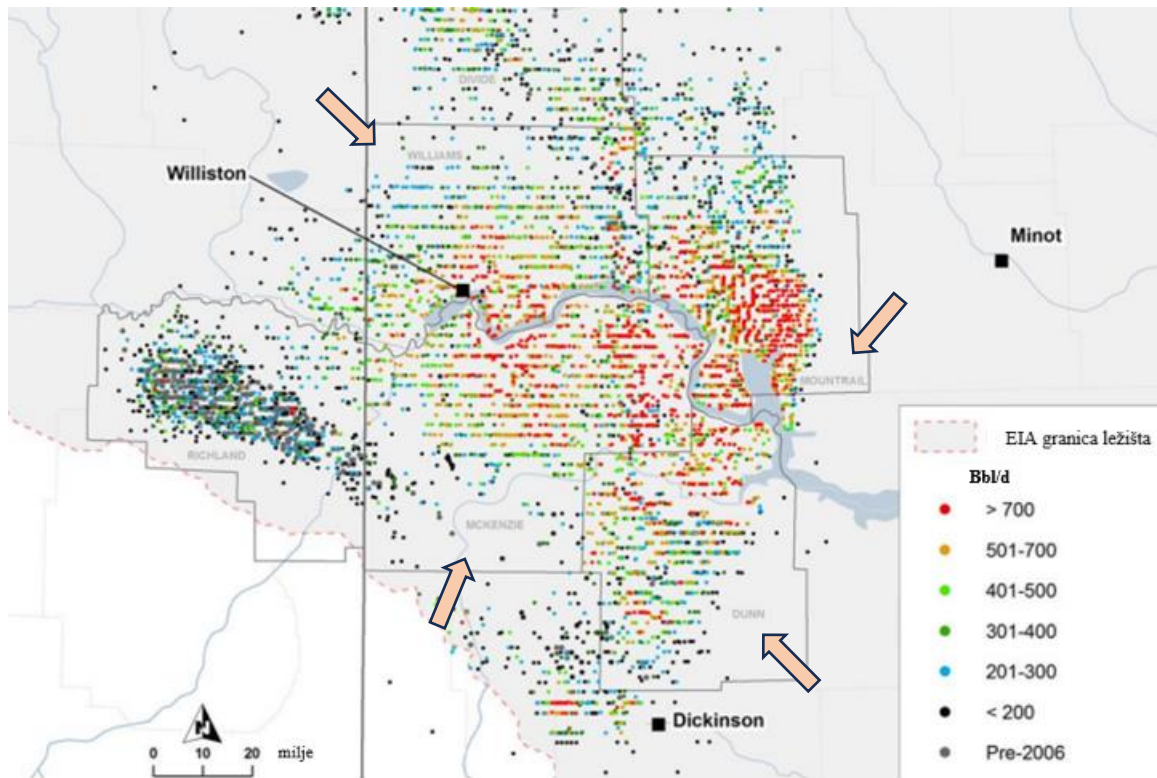 DIVIDE
WILLIAMS
Williston
Minot
MOUNTRAIL
RICHLAND
MCKENZIE
DUNN
Dickinson
N
0 10 20 milje
EIA granica ležišta
Bbl/d
> 700
501-700
401-500
301-400
201-300
< 200
Pre-2006